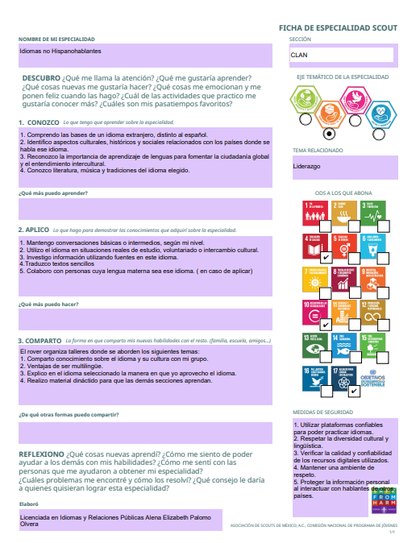 FICHA DE ESPECIALIDAD SCOUT
NOMBRE DE MI ESPECIALIDAD
Idiomas no Hispanohablantes
SECCIÓN
CLAN
DESCUBRO ¿Qué me llama la atención? ¿Qué me gustaría aprender?
¿Qué cosas nuevas me gustaría hacer? ¿Qué cosas me emocionan y me
ponen feliz cuando las hago? ¿Cuál de las actividades que practico me
gustaría conocer más? ¿Cuáles son mis pasatiempos favoritos?
EJE TEMÁTICO DE LA ESPECIALIDAD
1. CONOZCO Lo que tengo que aprender sobre la especialidad.
1. Comprendo las bases de un idioma extranjero, distinto al español.
2. Identifico aspectos culturales, históricos y sociales relacionados con los países donde se
habla ese idioma.
3. Reconozco la importancia de aprendizaje de lenguas para fomentar la ciudadanía global
y el entendimiento intercultural.
4. Conozco literatura, música y tradiciones del idioma elegido.
TEMA RELACIONADO
Liderazgo
¿Qué más puedo aprender?
ODS A LOS QUE ABONA
2. APLICO Lo que hago para demostrar los conocimientos que adquirí sobre la especialidad.
1. Mantengo conversaciones básicas o intermedios, según mi nivel.
2. Utilizo el idioma en situaciones reales de estudio, voluntariado o intercambio cultural.
3. Investigo información utilizando fuentes en este idioma.
4.Traduzco textos sencillos
5. Colaboro con personas cuya lengua materna sea ese idioma. ( en caso de aplicar)
¿Qué más puedo hacer?
3. COMPARTO La forma en que comparto mis nuevas habilidades con el resto. (familia, escuela, amigos...)
El rover organiza talleres donde se aborden los siguientes temas:
1. Comparto conocimiento sobre el idioma y su cultura con mi grupo.
2. Ventajas de ser multilingüe.
3. Explico en el idioma seleccionado la manera en que yo aprovecho el idioma.
4. Realizo material dináctido para que las demás secciones aprendan.
¿De qué otras formas puedo compartir?
MEDIDAS DE SEGURIDAD
1. Utilizar plataformas confiables
para poder practicar idiomas.
2. Respetar la diversidad cultural y
lingüística.
3. Verificar la calidad y confiabilidad
de los recursos digitales utilizados.
4. Mantener una ambiente de
respeto.
5. Proteger la información personal
al interactuar con hablantes de otros
países.
REFLEXIONO ¿Qué cosas nuevas aprendí? ¿Cómo me siento de poder
ayudar a los demás con mis habilidades? ¿Cómo me sentí con las
personas que me ayudaron a obtener mi especialidad?
¿Cuáles problemas me encontré y cómo los resolví? ¿Qué consejo le daría
a quienes quisieran lograr esta especialidad?
SAFE
FROM
HARM
Elaboró
Licenciada en Idiomas y Relaciones Públicas Alena Elizabeth Palomo
Olvera
ASOCIACIÓN DE SCOUTS DE MÉXICO, A.C., COMISIÓN NACIONAL DE PROGRAMA DE JÓVENES